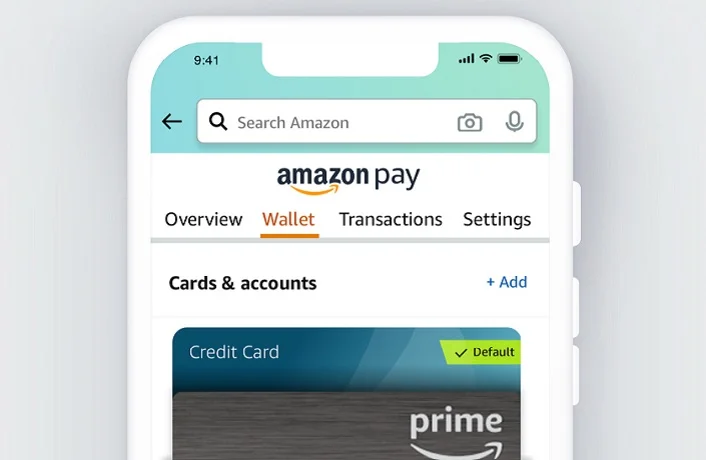 9:41
Search Amazon
amazon pay
Overview Wallet Transactions Settings
Cards & accounts + Add
Credit Card Default
prime